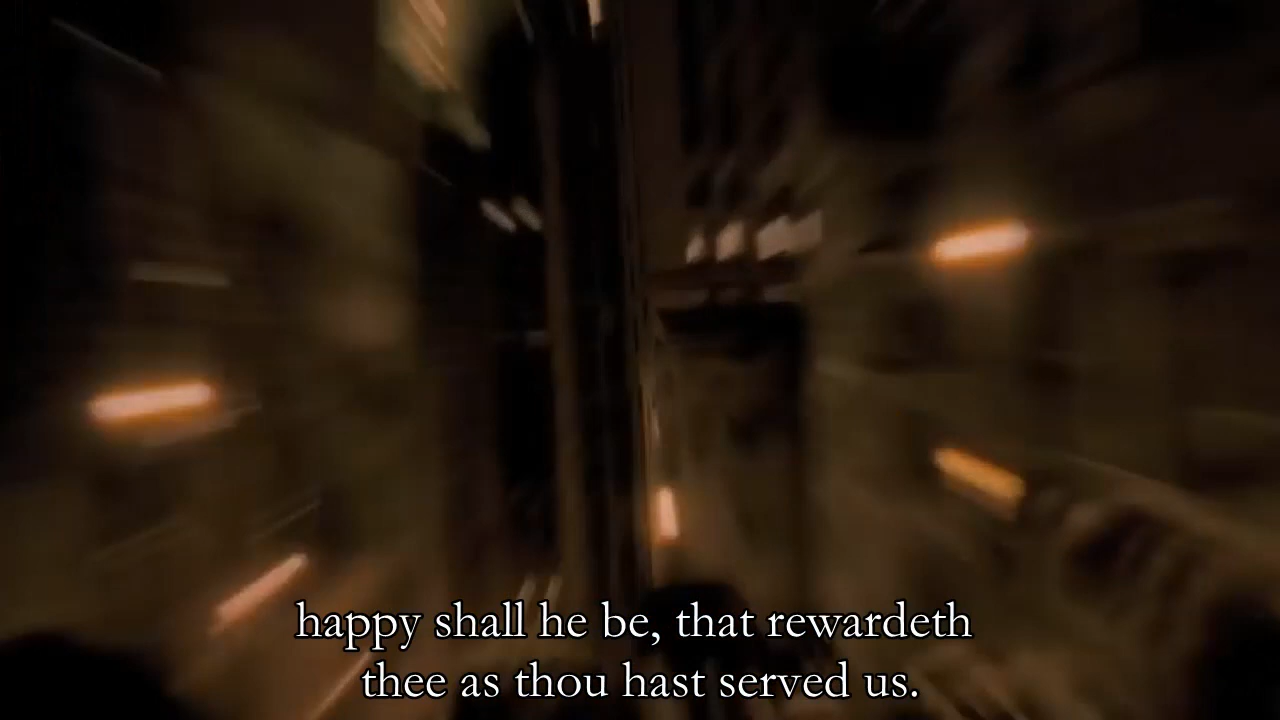 happy shall he be, that rewardeth
thee as thou hast served us.